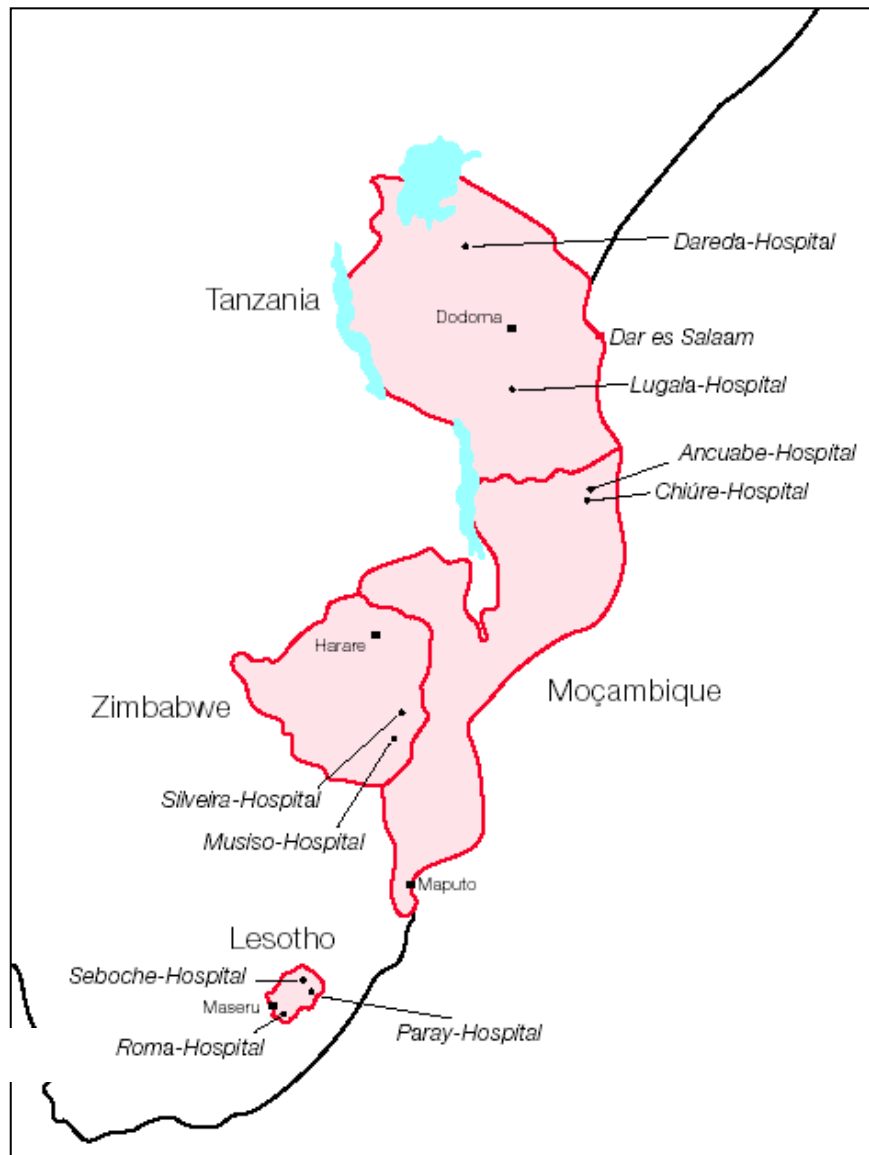 Dareda-Hospital
Tanzania
Dodoma
Dar es Salaam
Lugala-Hospital
Ancuabe-Hospital
Chiúre-Hospital
Harare
Moçambique
Zimbabwe
Silveira-Hospital
Musiso-Hospital
Maputo
Lesotho
Seboche-Hospital
Maseru
Paray-Hospital
Roma-Hospital